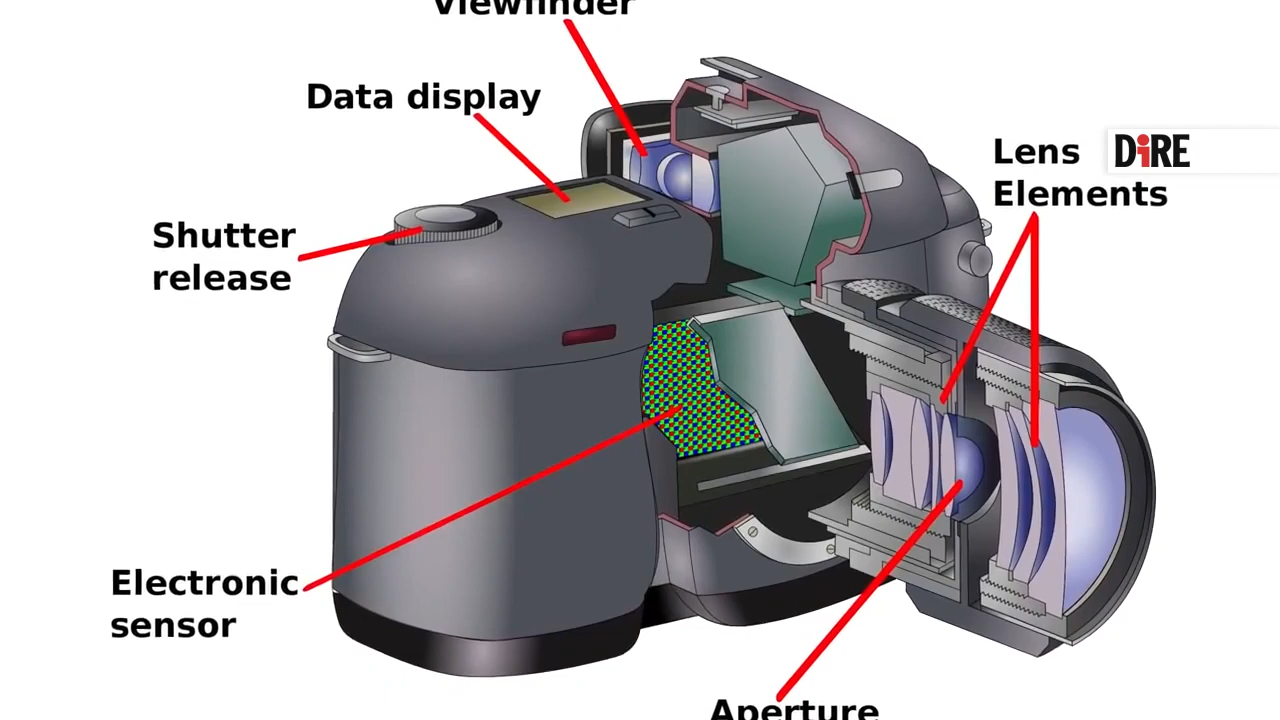 Viewfinder
Data display
Lens
Elements
DiRE
Shutter
release
Electronic
sensor
Aperture